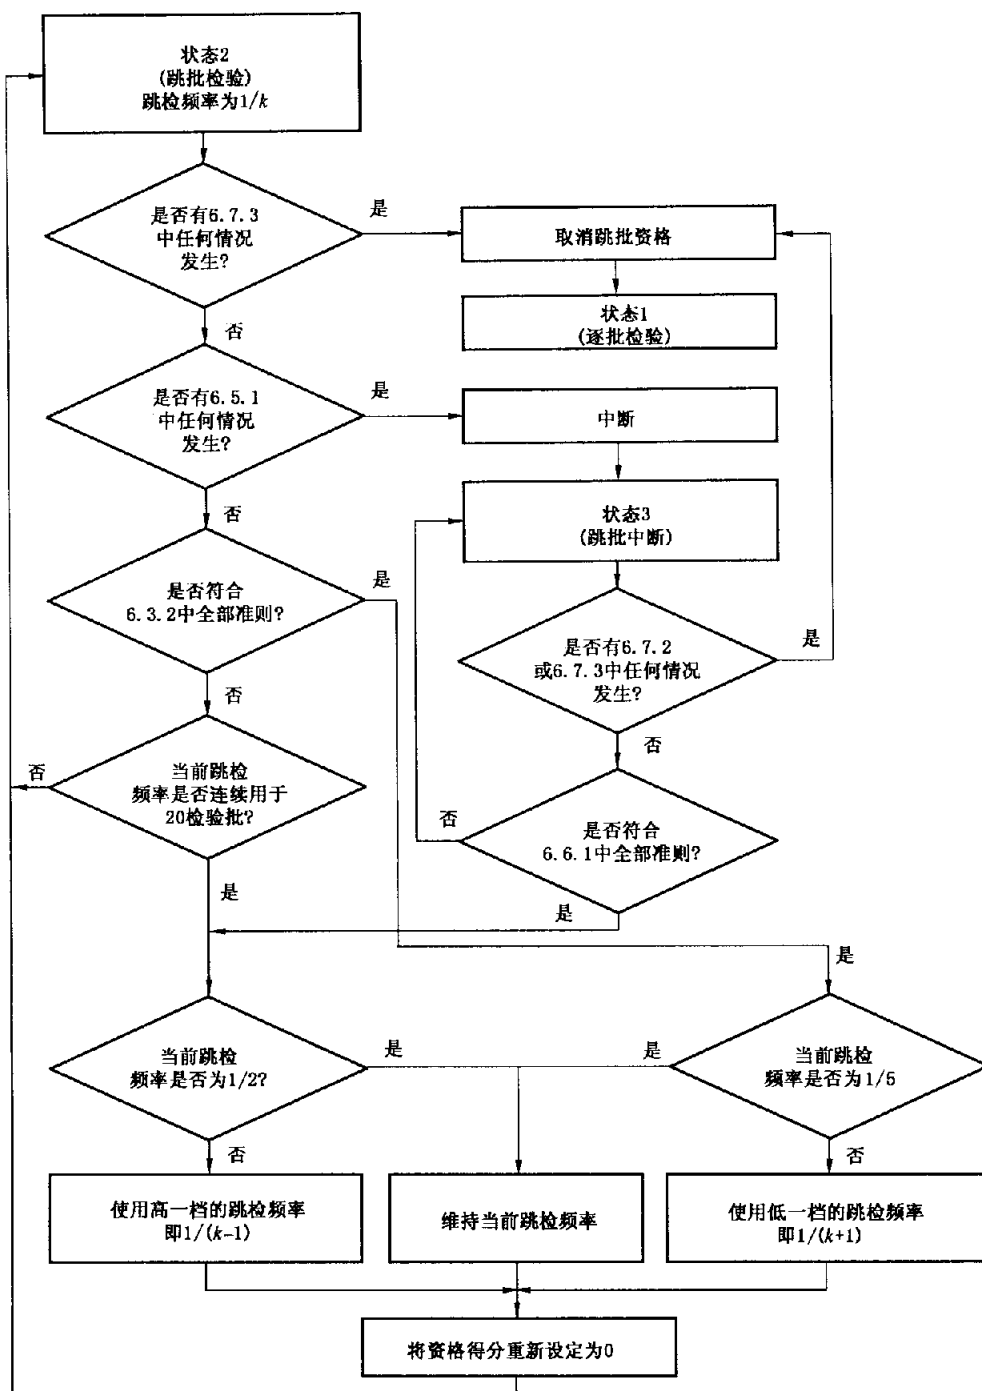 状态2
(跳批检验)
跳检频率为1/k
是否有6.7.3
中任何情况
发生?
是
取消跳批资格
否
状态1
(逐批检验)
是否有6.5.1
中任何情况
发生?
是
中断
否
状态3
(跳批中断)
是否符合
6.3.2中全部准则?
是
是否有6.7.2
或6.7.3中任何情况
发生?
是
否
否
当前跳检
频率是否连续用于
20检验批?
否
否
是否符合
6.6.1中全部准则?
是
是
是
当前跳检
频率是否为1/2?
是
是
当前跳检
频率是否为1/5
否
否
使用高一档的跳检频率
即1/(k-1)
维持当前跳检频率
使用低一档的跳检频率
即1/(k+1)
将资格得分重新设定为0